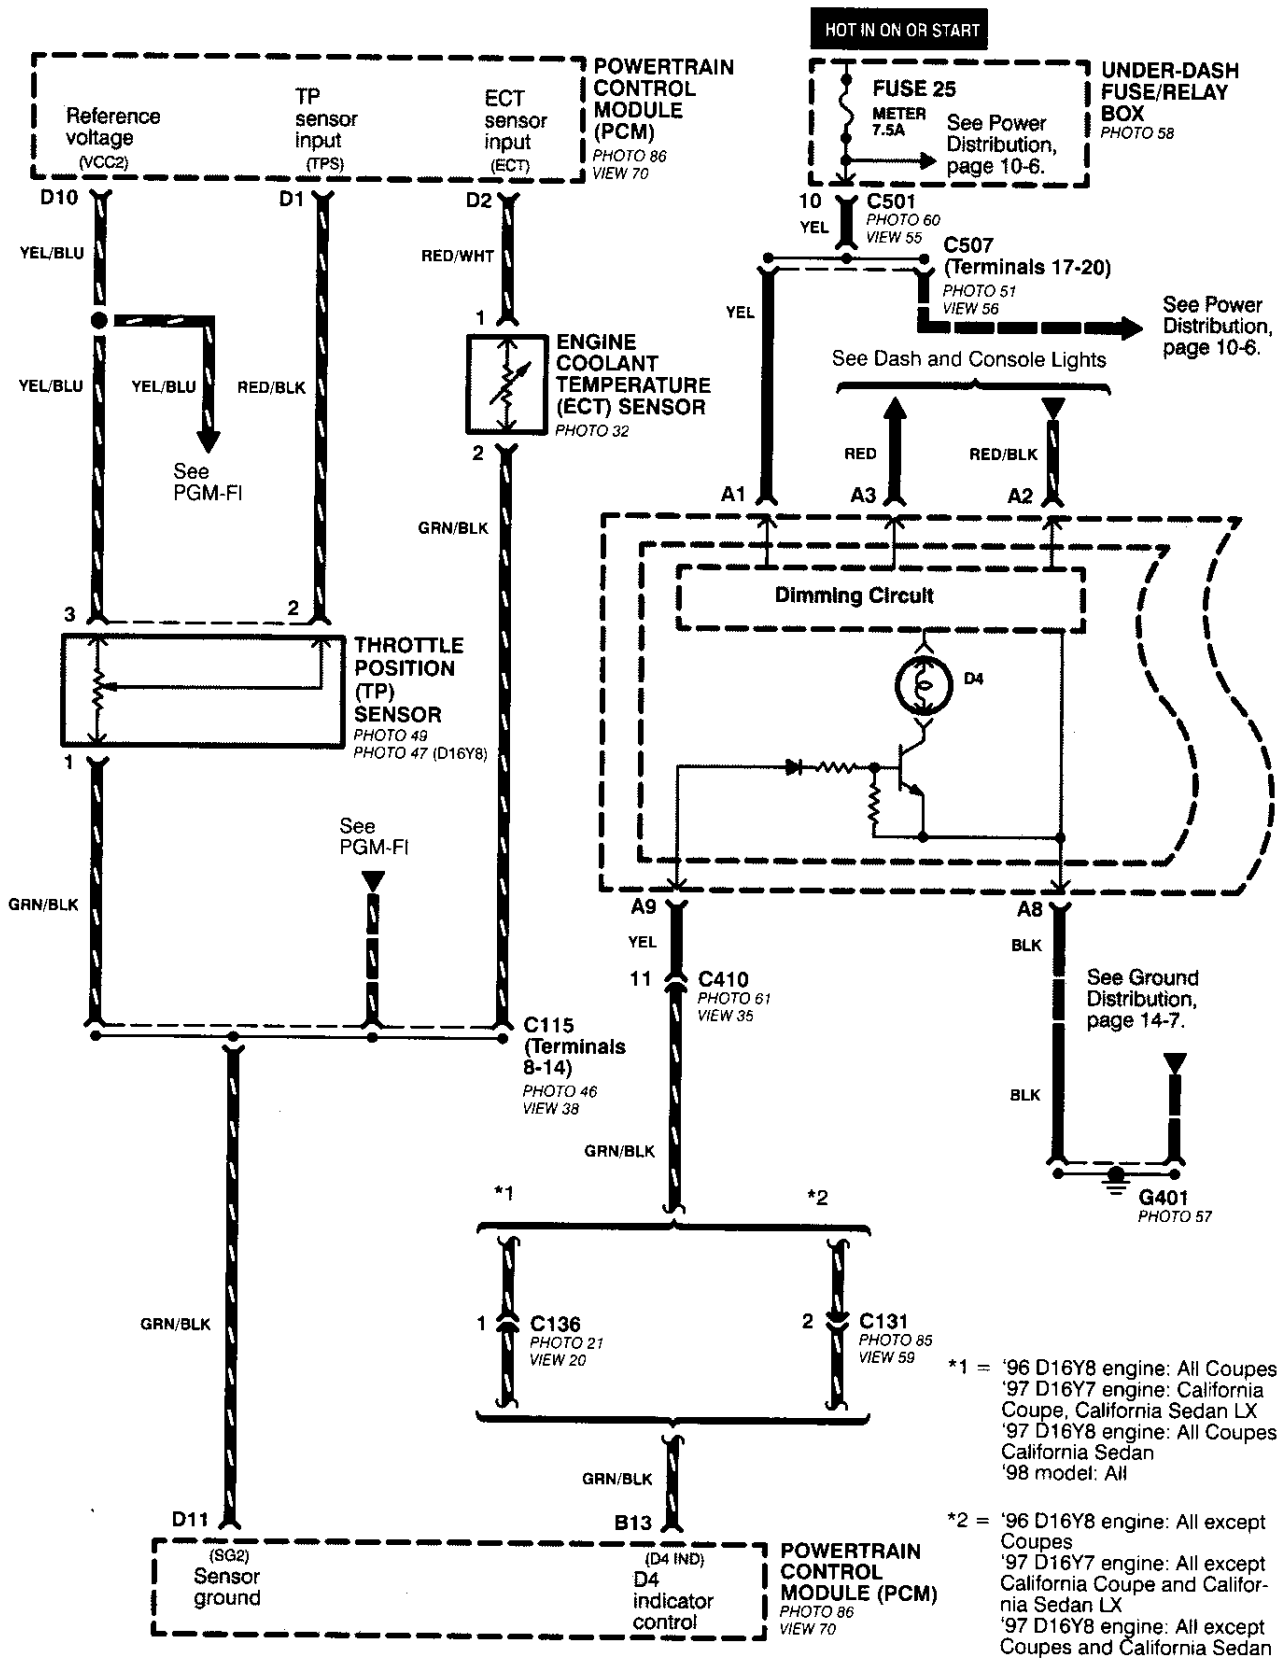 HOT IN ON OR START
POWERTRAIN
CONTROL
MODULE
(PCM)
PHOTO 86
VIEW 70
Reference
voltage
(VCC2)
TP
sensor
input
(TPS)
ECT
sensor
input
(ECT)
FUSE 25
METER
7.5A
See Power
Distribution,
page 10-6.
UNDER-DASH
FUSE/RELAY
BOX
PHOTO 58
D10
D1
D2
10
C501
PHOTO 60
VIEW 55
YEL
YEL/BLU
RED/WHT
C507
(Terminals 17-20)
PHOTO 51
VIEW 56
See Power
Distribution,
page 10-6.
YEL
1
ENGINE
COOLANT
TEMPERATURE
(ECT) SENSOR
PHOTO 32
See Dash and Console Lights
YEL/BLU
YEL/BLU
RED/BLK
2
RED
RED/BLK
See
PGM-FI
A1
A3
A2
GRN/BLK
3
2
Dimming Circuit
THROTTLE
POSITION
(TP)
SENSOR
PHOTO 49
PHOTO 47 (D16Y8)
D4
1
See
PGM-FI
GRN/BLK
A9
A8
YEL
BLK
11
C410
PHOTO 61
VIEW 35
See Ground
Distribution,
page 14-7.
C115
(Terminals
8-14)
PHOTO 46
VIEW 38
BLK
GRN/BLK
G401
PHOTO 57
*1
*2
GRN/BLK
1
C136
PHOTO 21
VIEW 20
2
C131
PHOTO 85
VIEW 59
*1 = '96 D16Y8 engine: All Coupes
'97 D16Y7 engine: California
Coupe, California Sedan LX
'97 D16Y8 engine: All Coupes
California Sedan
'98 model: All
GRN/BLK
D11
B13
*2 = '96 D16Y8 engine: All except
Coupes
'97 D16Y7 engine: All except
California Coupe and Califor-
nia Sedan LX
'97 D16Y8 engine: All except
Coupes and California Sedan
(SG2)
Sensor
ground
(D4 IND)
D4
indicator
control
POWERTRAIN
CONTROL
MODULE (PCM)
PHOTO 86
VIEW 70